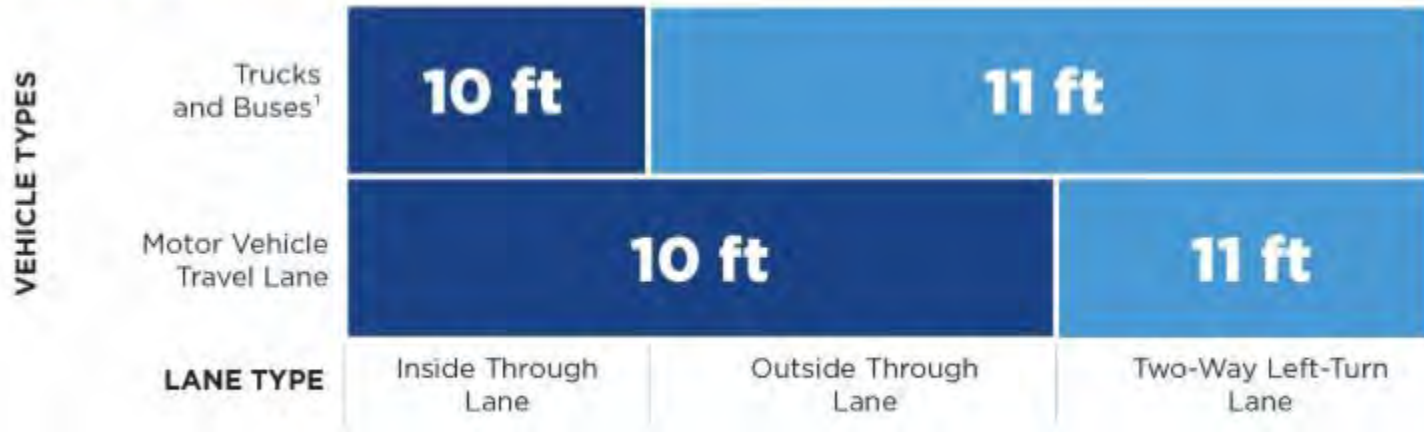 VEHICLE TYPES
Trucks
and Buses¹
10 ft
11 ft
Motor Vehicle
Travel Lane
10 ft
11 ft
LANE TYPE
Inside Through
Lane
Outside Through
Lane
Two-Way Left-Turn
Lane